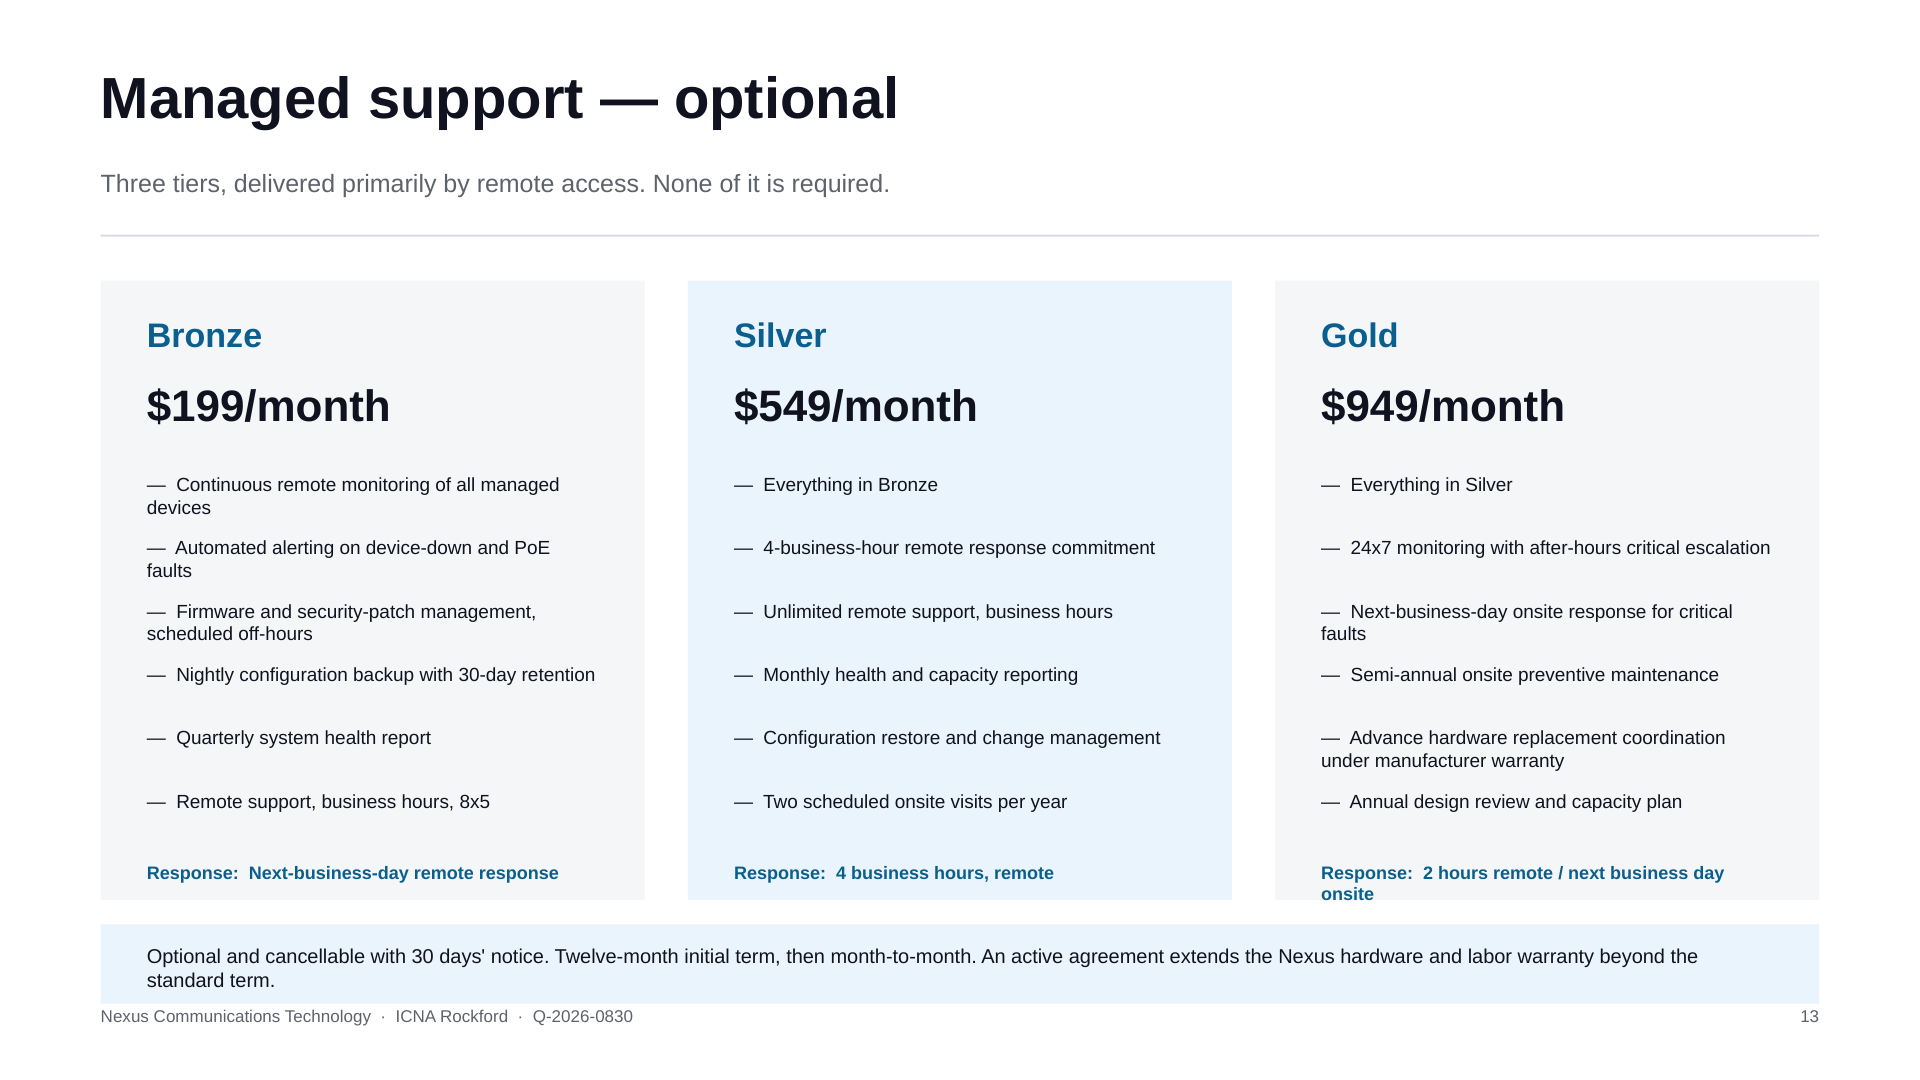 Managed support — optional
Three tiers, delivered primarily by remote access. None of it is required.
Bronze
$199/month
— Continuous remote monitoring of all managed
devices
— Automated alerting on device-down and PoE
faults
— Firmware and security-patch management,
scheduled off-hours
— Nightly configuration backup with 30-day retention
— Quarterly system health report
— Remote support, business hours, 8x5
Response: Next-business-day remote response
Silver
$549/month
— Everything in Bronze
— 4-business-hour remote response commitment
— Unlimited remote support, business hours
— Monthly health and capacity reporting
— Configuration restore and change management
— Two scheduled onsite visits per year
Response: 4 business hours, remote
Gold
$949/month
— Everything in Silver
— 24x7 monitoring with after-hours critical escalation
— Next-business-day onsite response for critical
faults
— Semi-annual onsite preventive maintenance
— Advance hardware replacement coordination
under manufacturer warranty
— Annual design review and capacity plan
Response: 2 hours remote / next business day
onsite
Optional and cancellable with 30 days' notice. Twelve-month initial term, then month-to-month. An active agreement extends the Nexus hardware and labor warranty beyond the
standard term.
Nexus Communications Technology · ICNA Rockford · Q-2026-0830
13